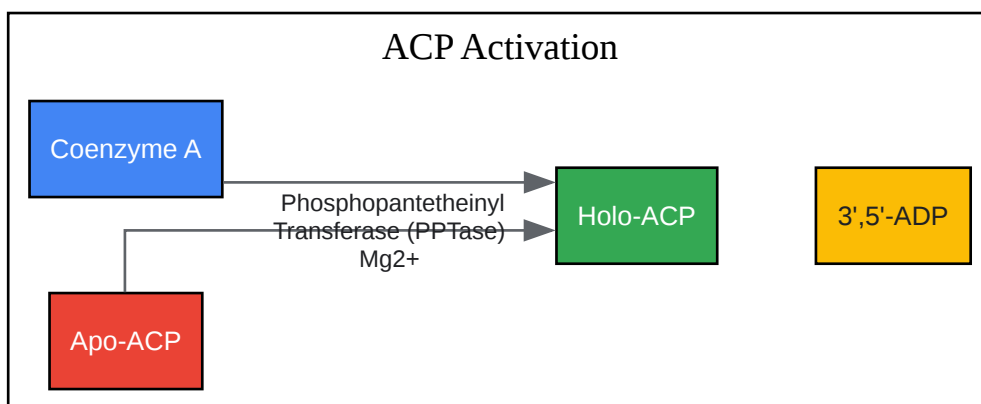 ACP Activation
Coenzyme A
Phosphopantetheinyl
Transferase (PPTase)
Mg2+
Holo-ACP
3',5'-ADP
Apo-ACP